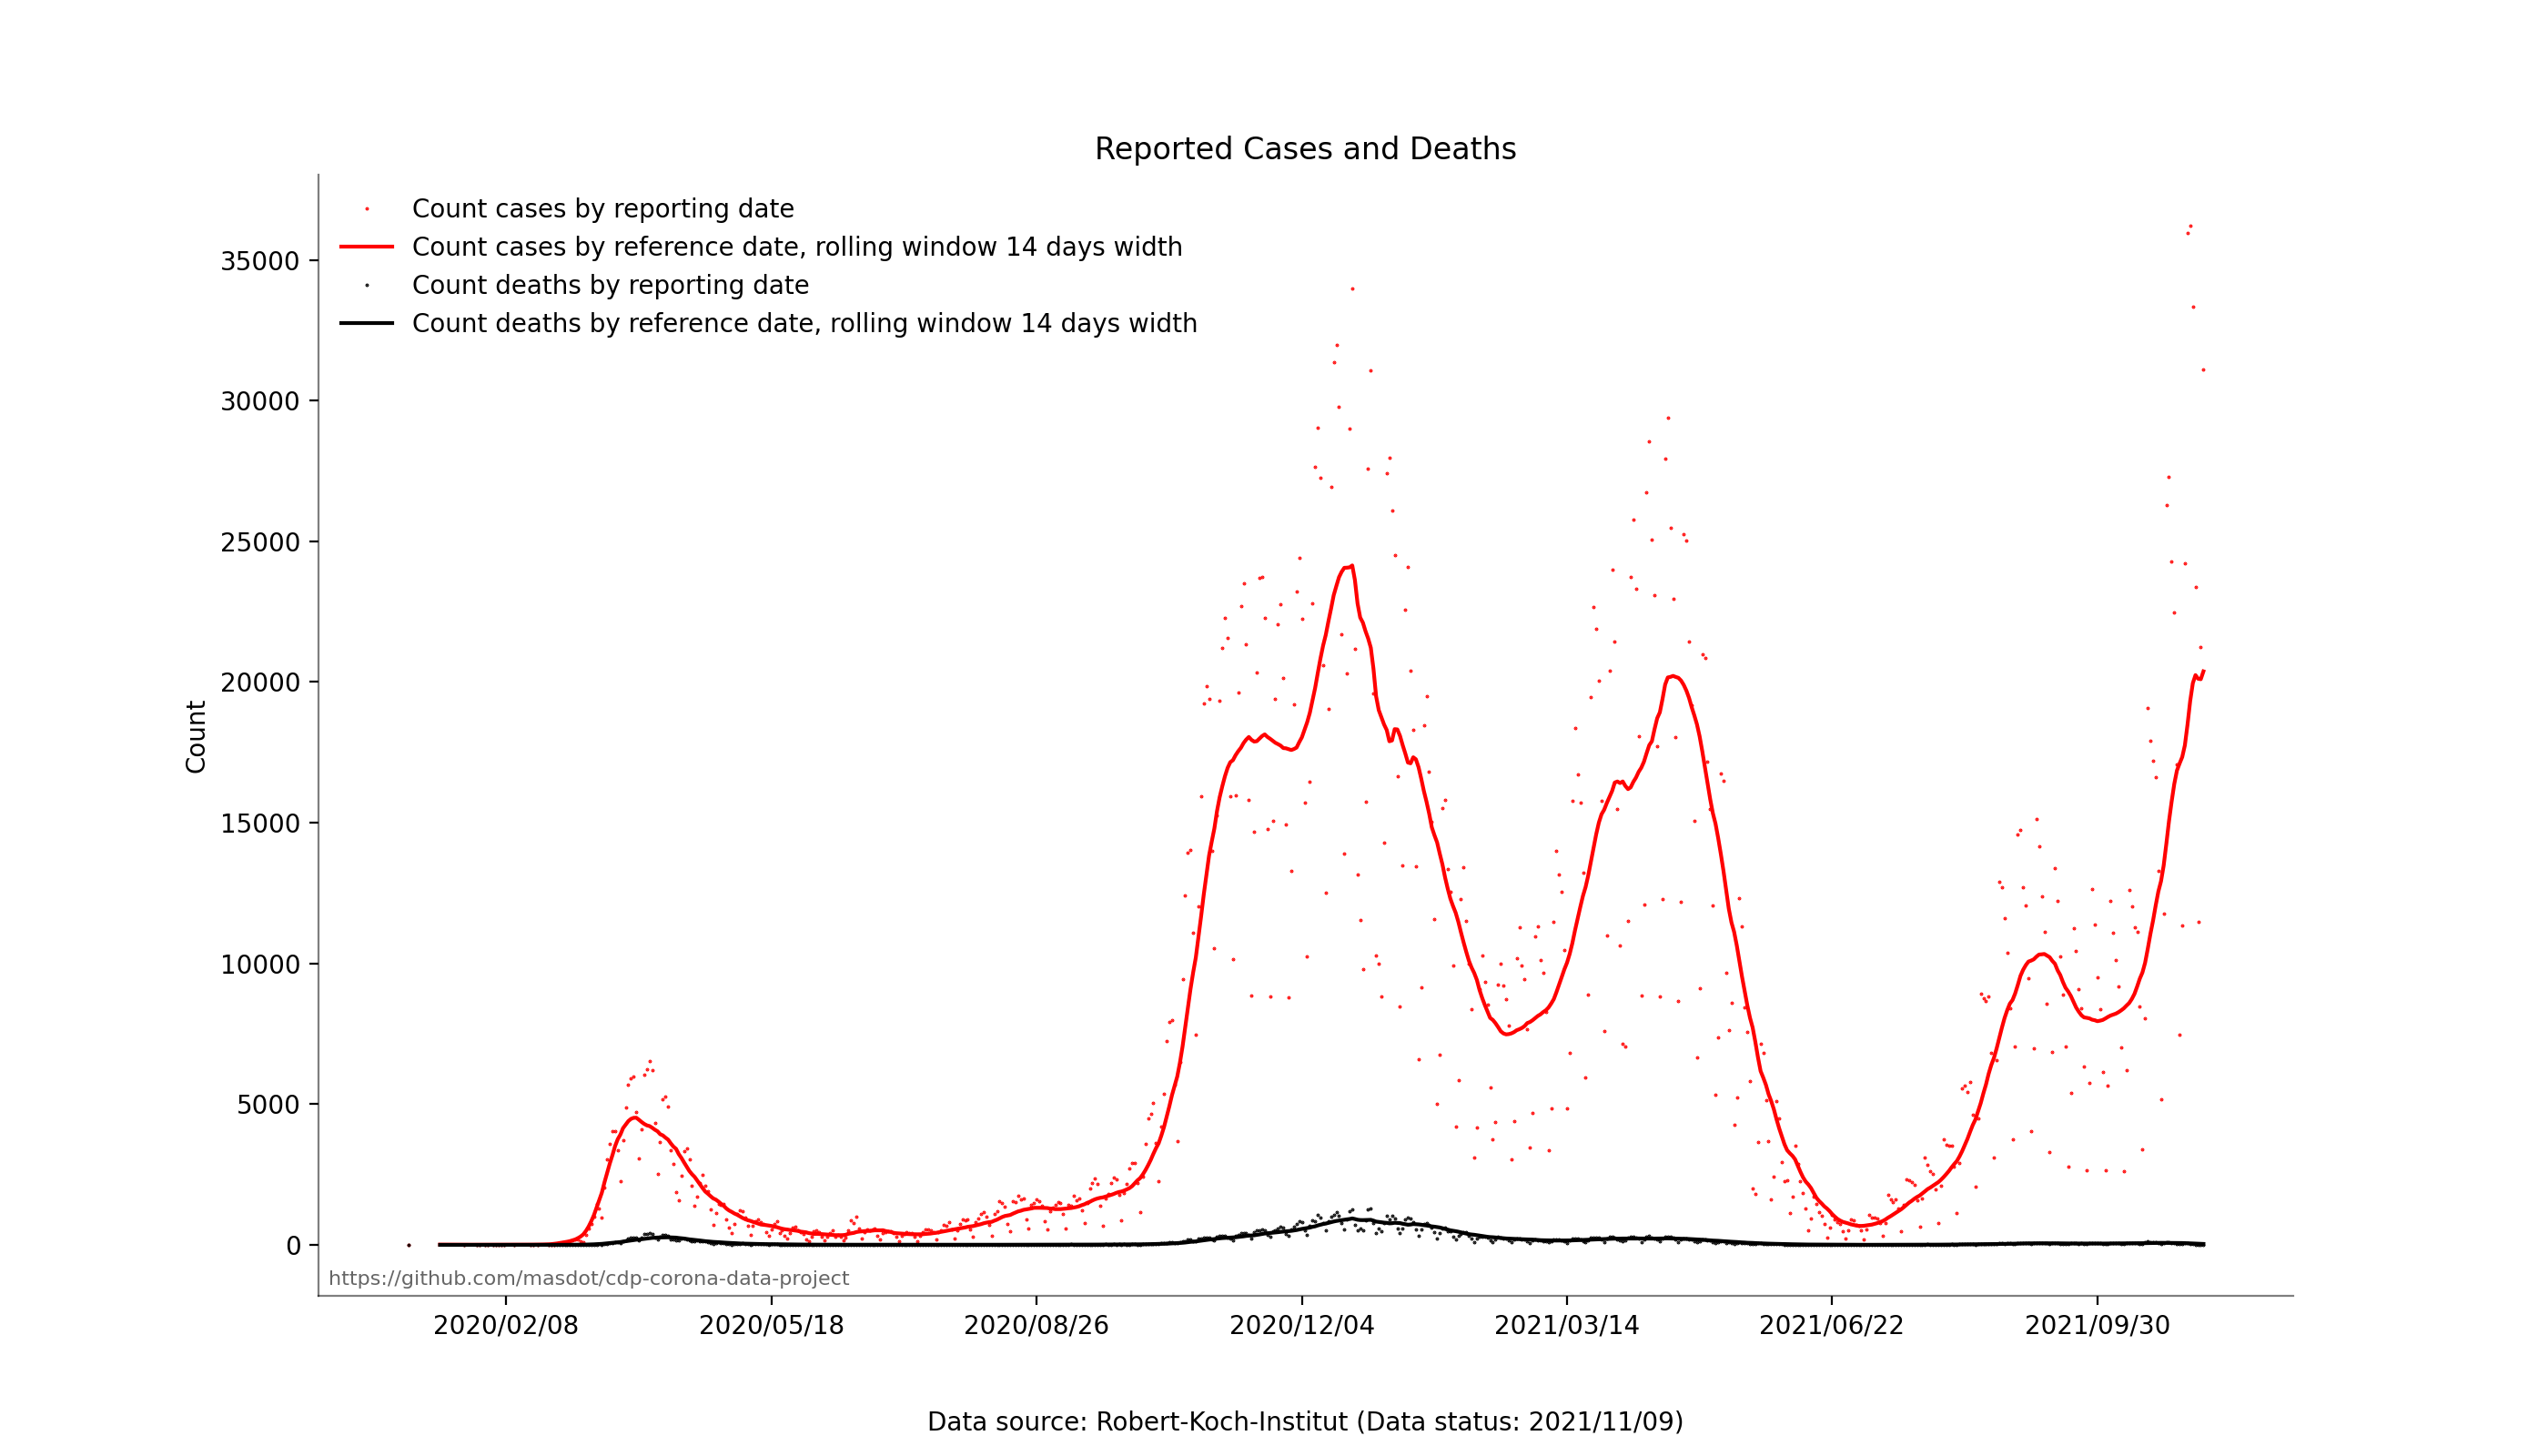 Reported Cases and Deaths
Count cases by reporting date
Count cases by reference date, rolling window 14 days width
Count deaths by reporting date
Count deaths by reference date, rolling window 14 days width
35000
30000
25000
20000
15000
10000
5000
0
Count
https://github.com/masdot/cdp-corona-data-project
2020/02/08 2020/05/18 2020/08/26 2020/12/04 2021/03/14 2021/06/22 2021/09/30
Data source: Robert-Koch-Institut (Data status: 2021/11/09)